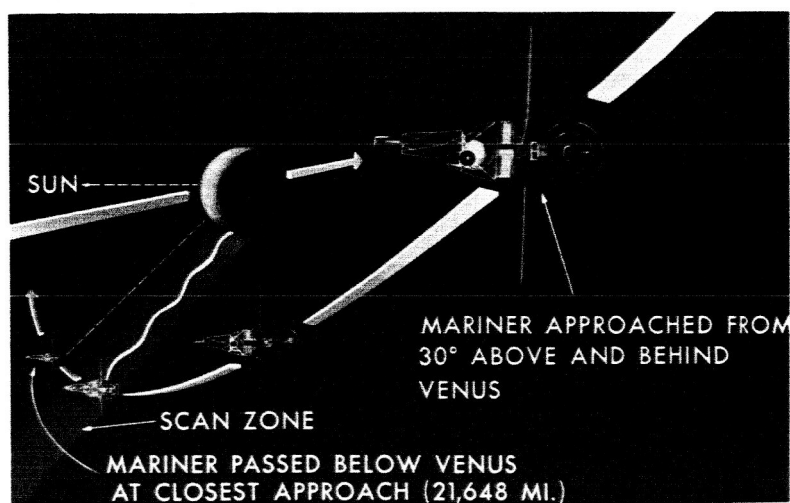 SUN
MARINER APPROACHED FROM
30° ABOVE AND BEHIND
VENUS
SCAN ZONE
MARINER PASSED BELOW VENUS
AT CLOSEST APPROACH (21,648 MI.)